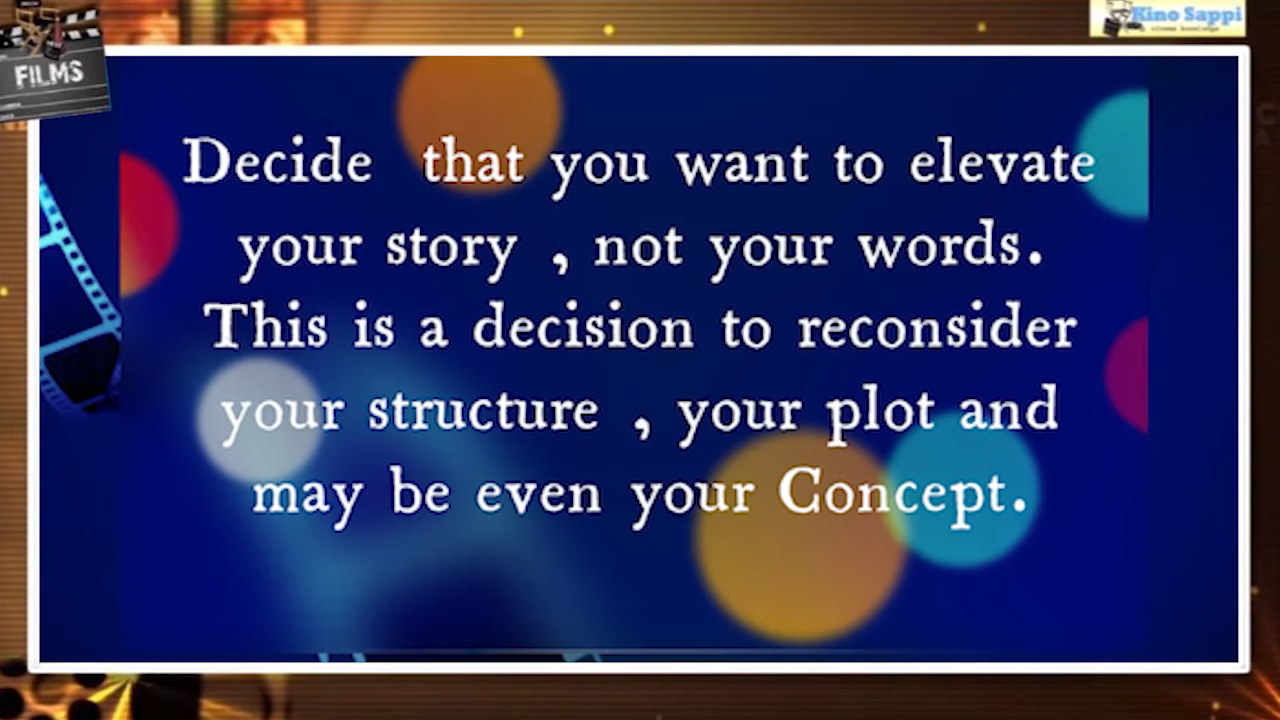 FILMS
Kino Sappi
Decide that you want to elevate
your story , not your words.
This is a decision to reconsider
your structure , your plot and
may be even your Concept.